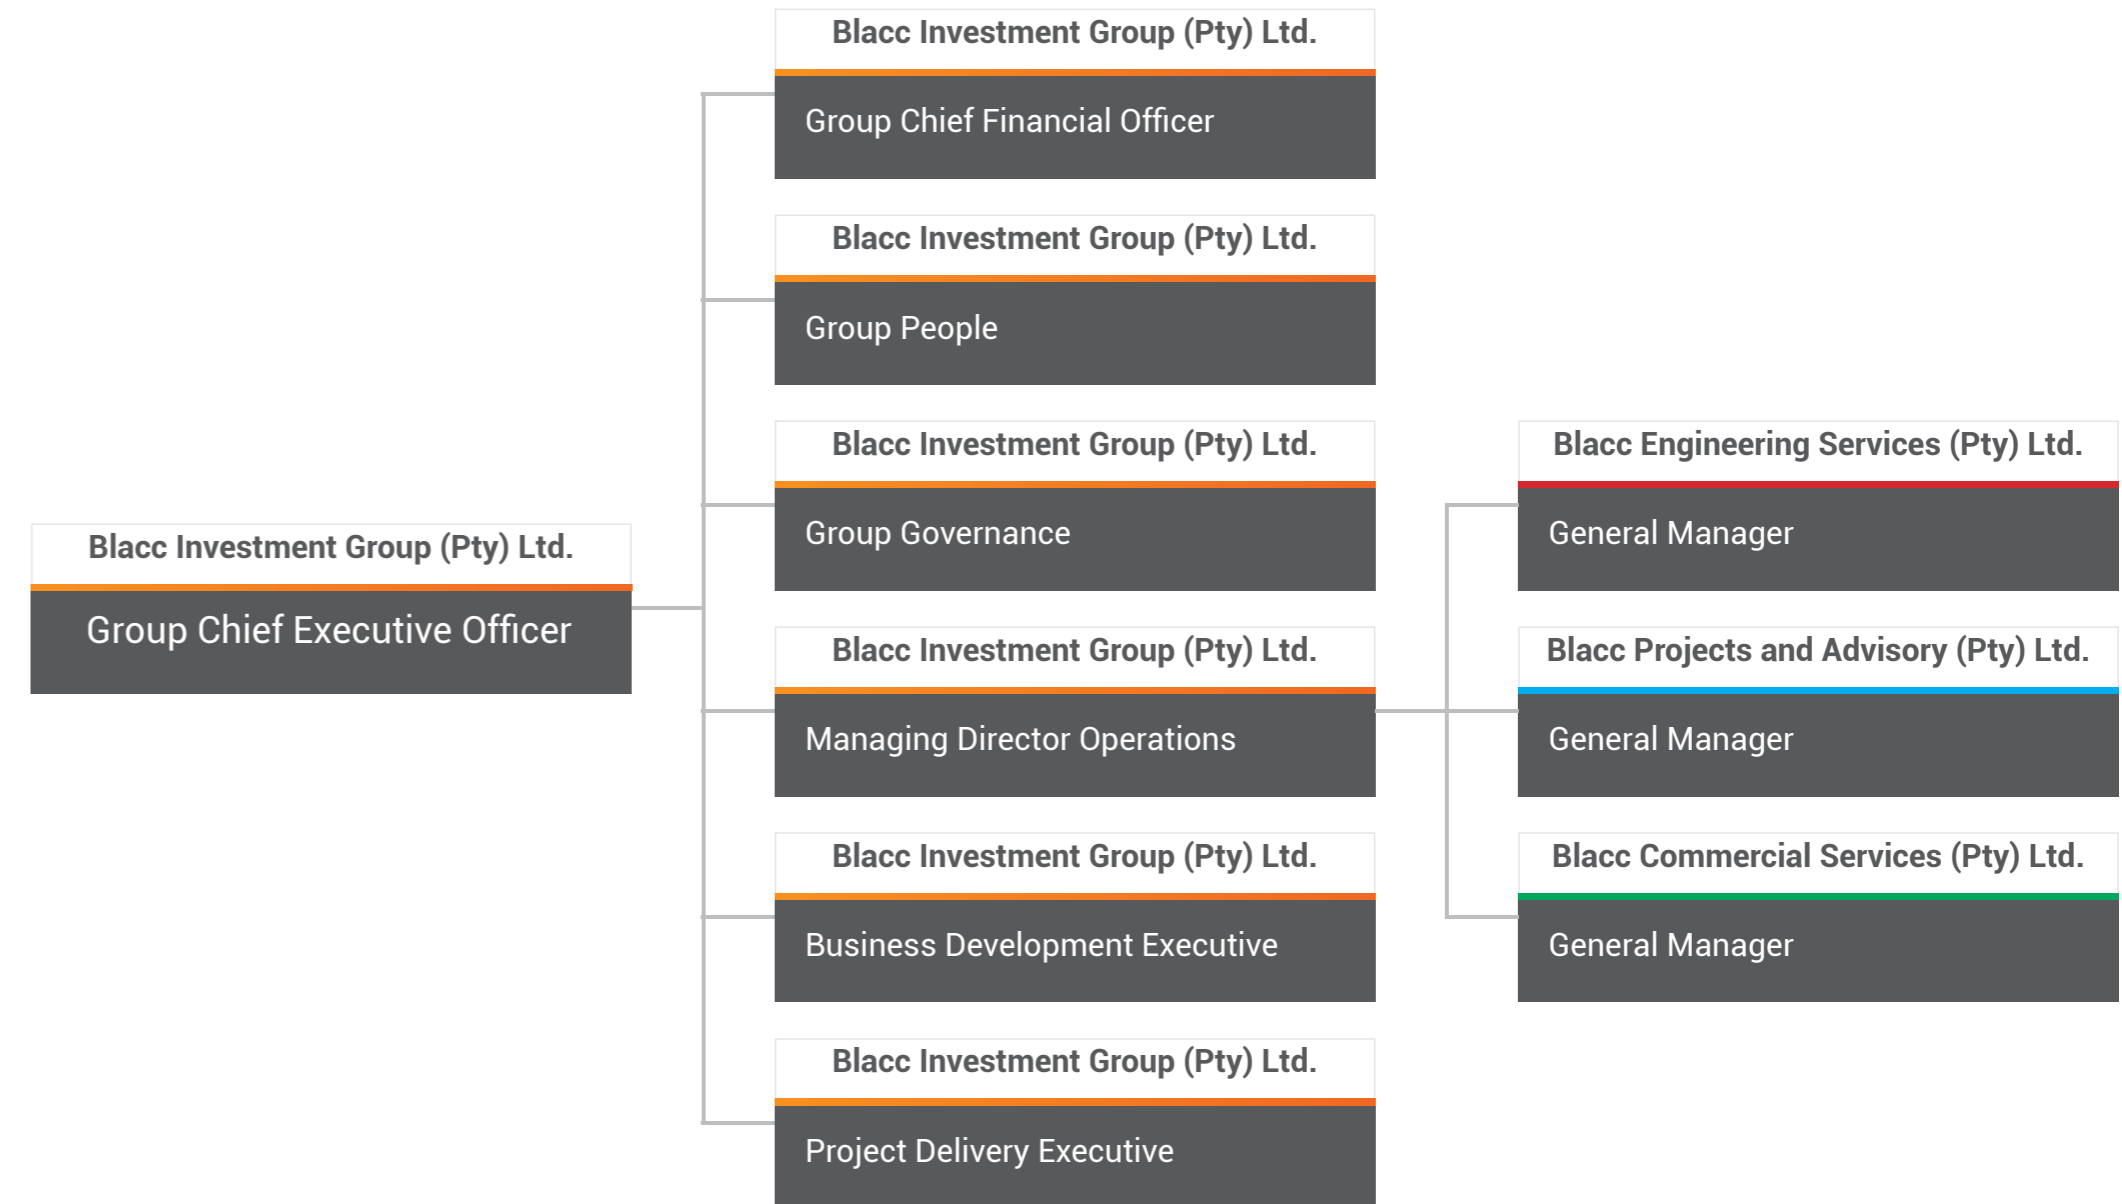 Blacc Investment Group (Pty) Ltd.
Group Chief Executive Officer
Blacc Investment Group (Pty) Ltd.
Group Chief Financial Officer
Blacc Investment Group (Pty) Ltd.
Group People
Blacc Investment Group (Pty) Ltd.
Group Governance
Blacc Investment Group (Pty) Ltd.
Managing Director Operations
Blacc Investment Group (Pty) Ltd.
Business Development Executive
Blacc Investment Group (Pty) Ltd.
Project Delivery Executive
Blacc Engineering Services (Pty) Ltd.
General Manager
Blacc Projects and Advisory (Pty) Ltd.
General Manager
Blacc Commercial Services (Pty) Ltd.
General Manager